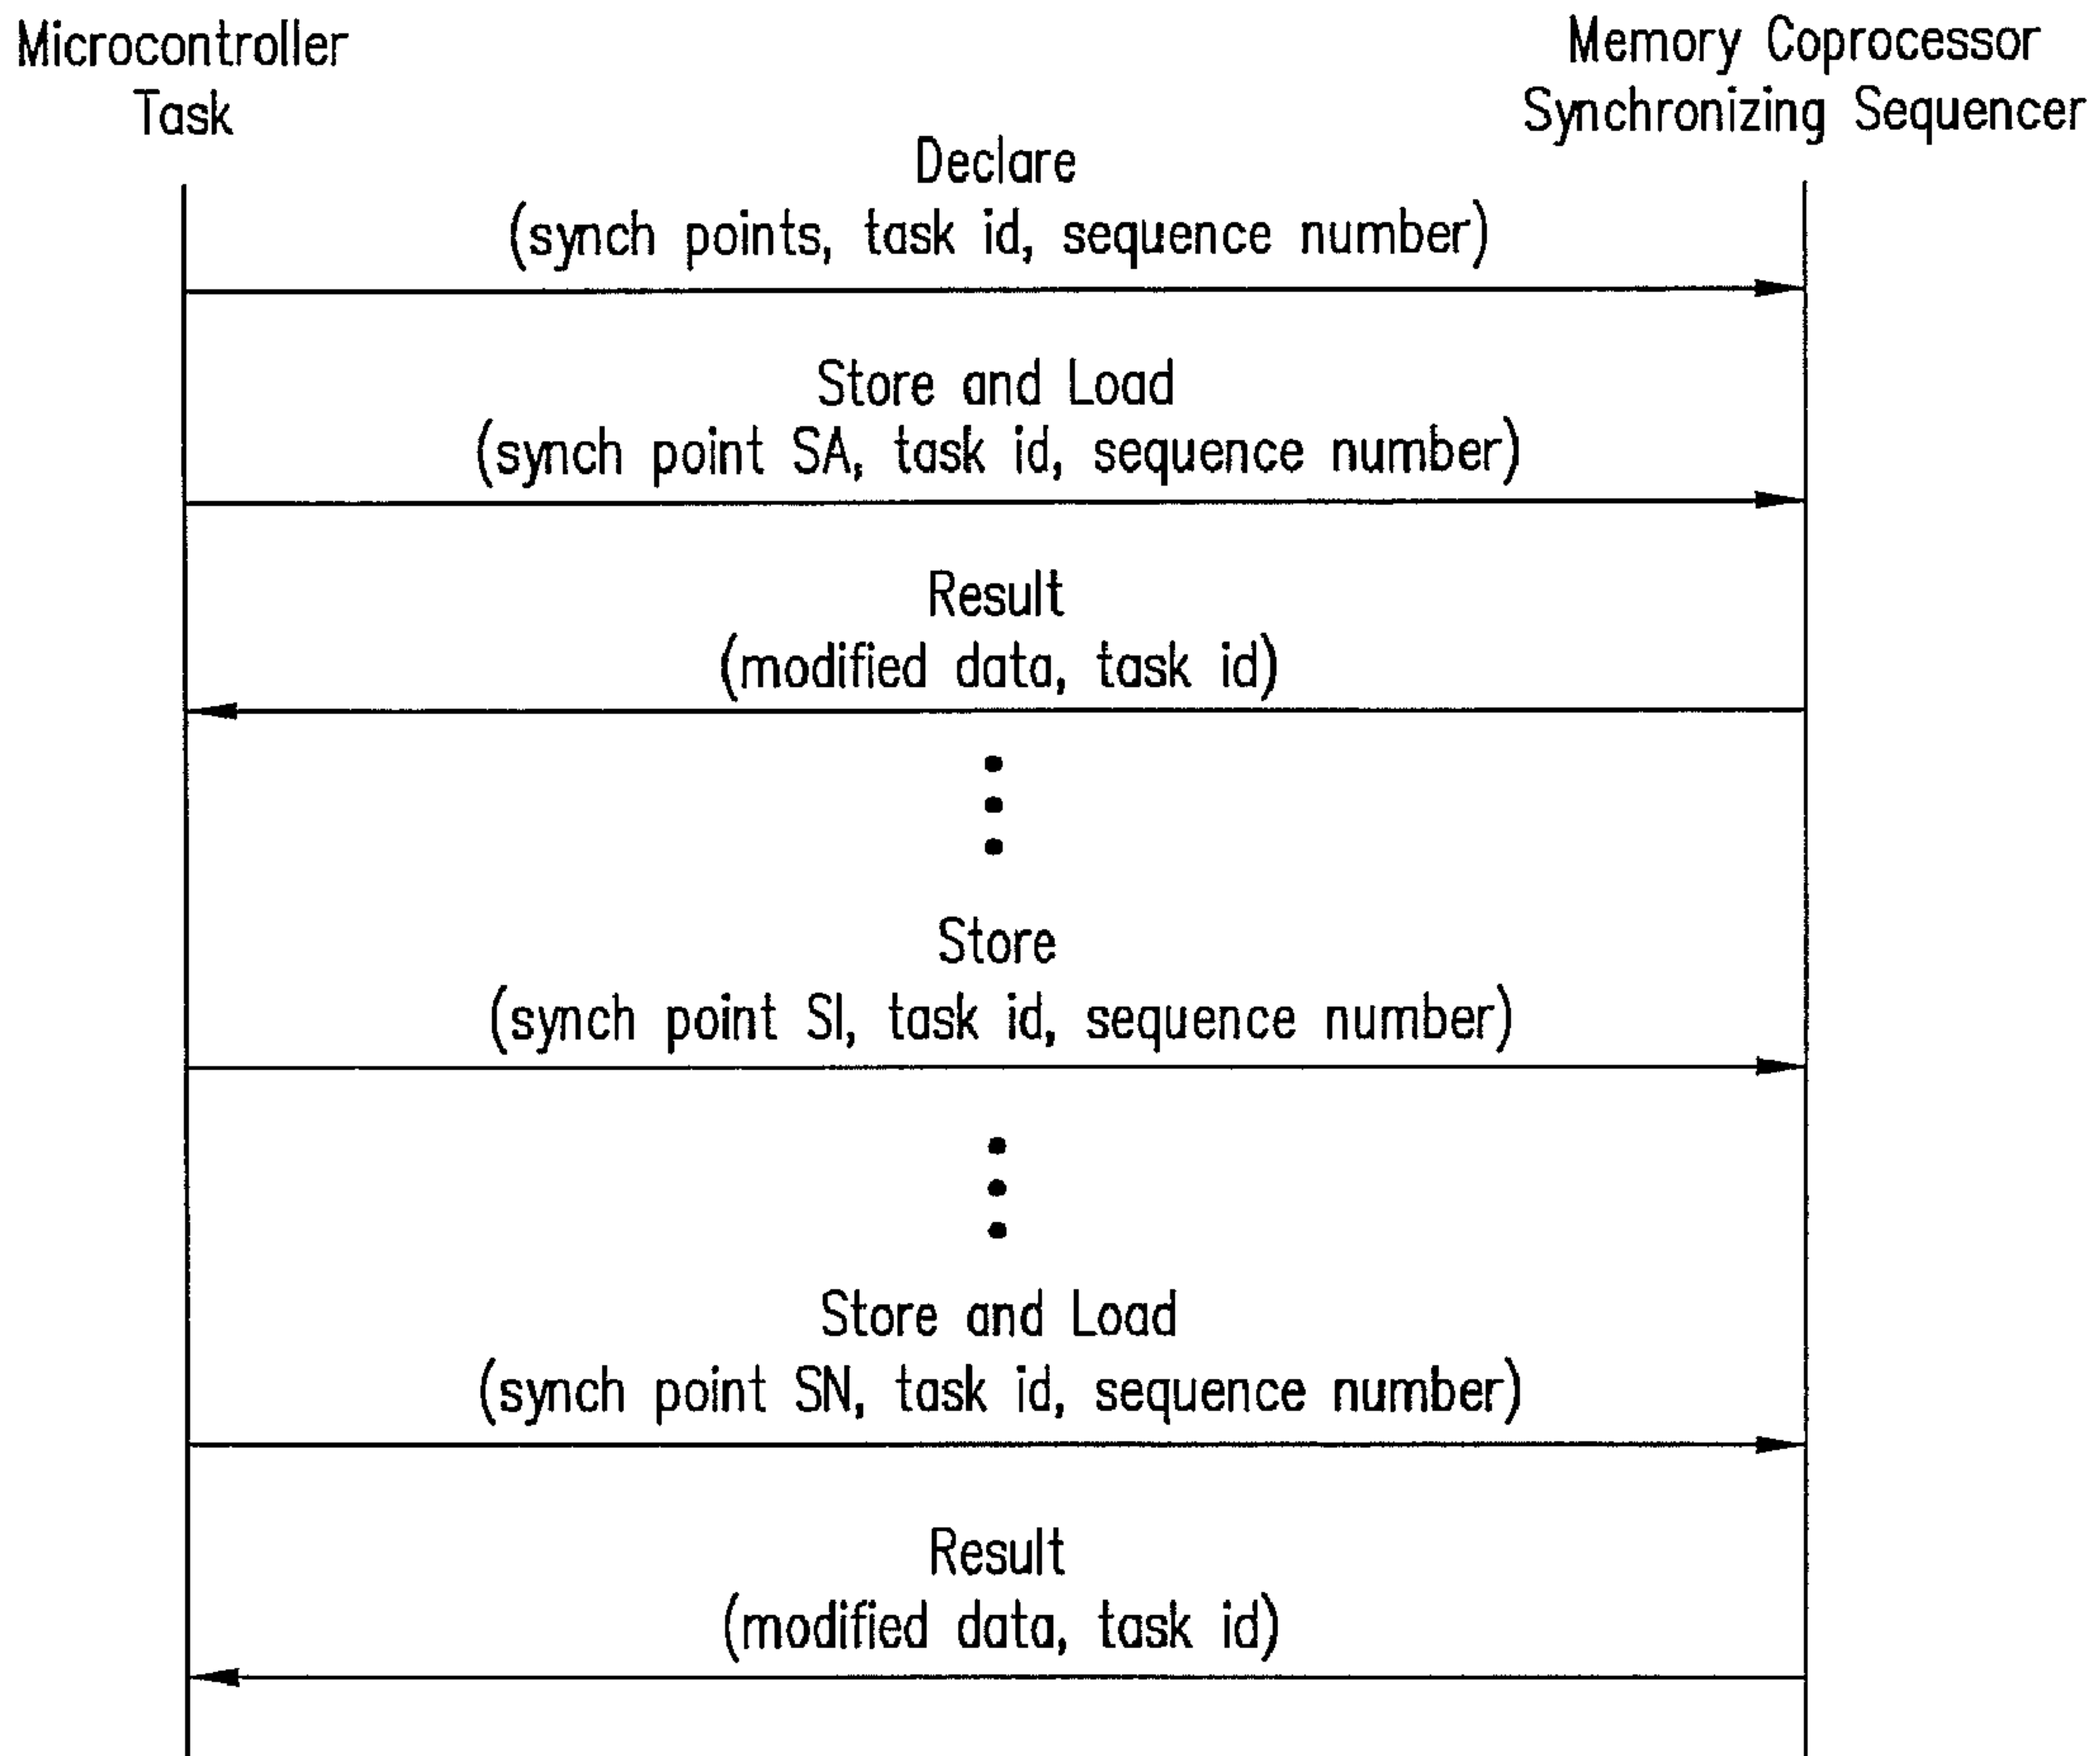 Microcontroller
Task
Memory Coprocessor
Synchronizing Sequencer
Declare
(synch points, task id, sequence number)
Store and Load
(synch point SA, task id, sequence number)
Result
(modified data, task id)
Store
(synch point SI, task id, sequence number)
Store and Load
(synch point SN, task id, sequence number)
Result
(modified data, task id)